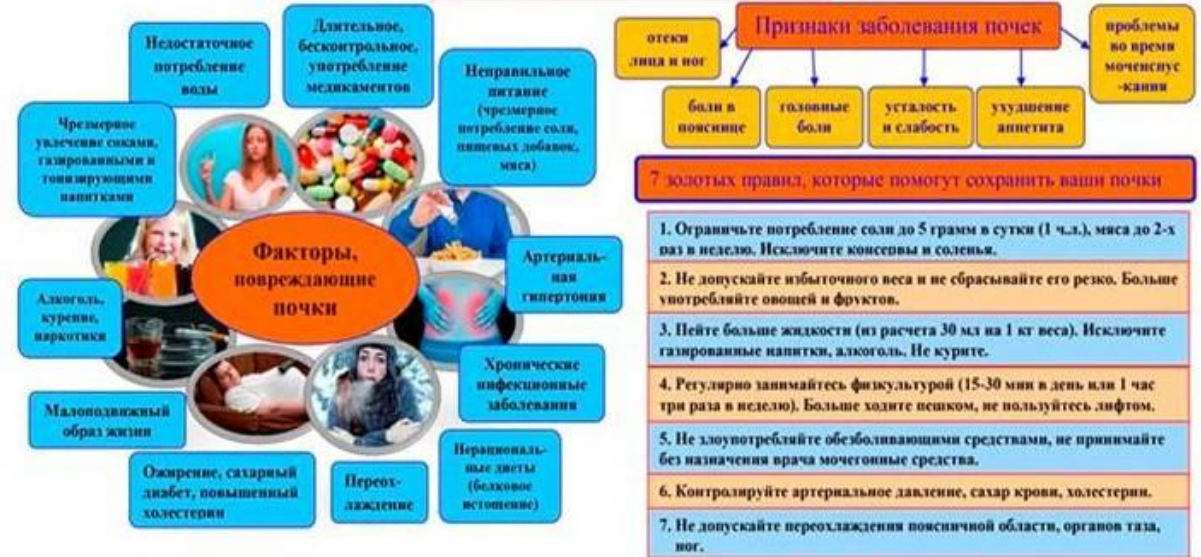 Недостаточное
потребление
воды
Длительное,
бесконтрольное,
употребление
медикаментов
Неправильное
питание
(чрезмерное
потребление соли,
пищевых добавок,
мяса)
Чрезмерное
увлечение соками,
газированными и
тонизирующими
напитками
Факторы,
повреждающие
почки
Артериаль-
ная
гипертония
Алкоголь,
курение,
наркотики
Хронические
инфекционные
заболевания
Малоподвижный
образ жизни
Ожирение, сахарный
диабет, повышенный
холестерин
Переох-
лаждение
Нерациональ-
ные диеты
(белковое
истощение)
Признаки заболевания почек
отеки
лица и ног
боли в
пояснице
головные
боли
усталость
и слабость
ухудшение
аппетита
проблемы
во время
моченспус
-кания
7 золотых правил, которые помогут сохранить ваши почки
1. Ограничьте потребление соли до 5 грамм в сутки (1 ч.л.), мяса до 2-х
раз в неделю. Исключите консервы и соленья.
2. Не допускайте избыточного веса и не сбрасывайте его резко. Больше
употребляйте овощей и фруктов.
3. Пейте больше жидкости (из расчета 30 мл на 1 кг веса). Исключите
газированные напитки, алкоголь. Не курите.
4. Регулярно занимайтесь физкультурой (15-30 мин в день или 1 час
три раза в неделю). Больше ходите пешком, не пользуйтесь лифтом.
5. Не злоупотребляйте обезболивающими средствами, не принимайте
без назначения врача мочегонные средства.
6. Контролируйте артериальное давление, сахар крови, холестерин.
7. Не допускайте переохлаждения поясничной области, органов таза,
ног.